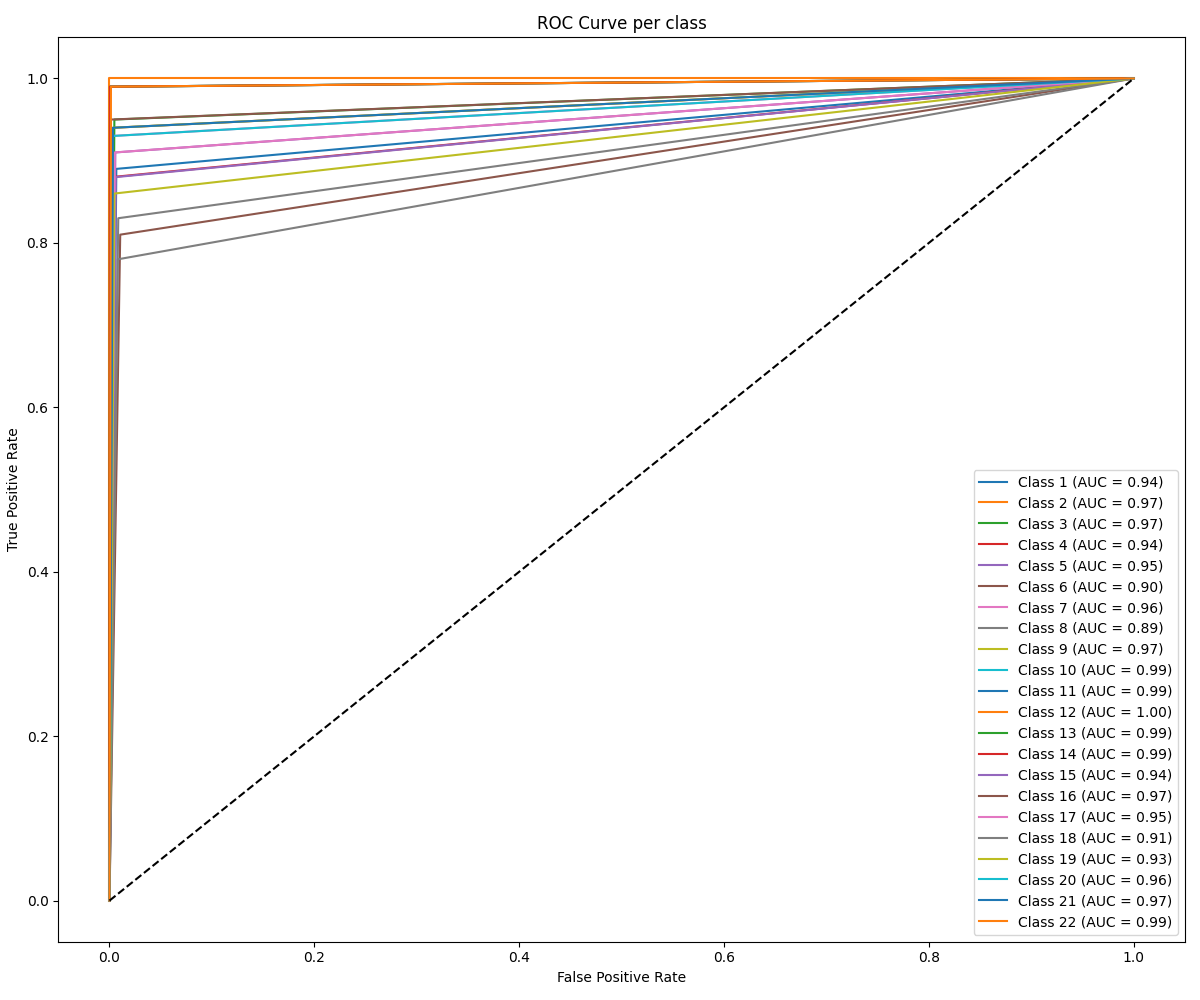 ROC Curve per class
True Positive Rate
1.0
0.8
0.6
0.4
0.2
0.0
Class 1 (AUC = 0.94)
Class 2 (AUC = 0.97)
Class 3 (AUC = 0.97)
Class 4 (AUC = 0.94)
Class 5 (AUC = 0.95)
Class 6 (AUC = 0.90)
Class 7 (AUC = 0.96)
Class 8 (AUC = 0.89)
Class 9 (AUC = 0.97)
Class 10 (AUC = 0.99)
Class 11 (AUC = 0.99)
Class 12 (AUC = 1.00)
Class 13 (AUC = 0.99)
Class 14 (AUC = 0.99)
Class 15 (AUC = 0.94)
Class 16 (AUC = 0.97)
Class 17 (AUC = 0.95)
Class 18 (AUC = 0.91)
Class 19 (AUC = 0.93)
Class 20 (AUC = 0.96)
Class 21 (AUC = 0.97)
Class 22 (AUC = 0.99)
0.0 0.2 0.4 0.6 0.8 1.0
False Positive Rate